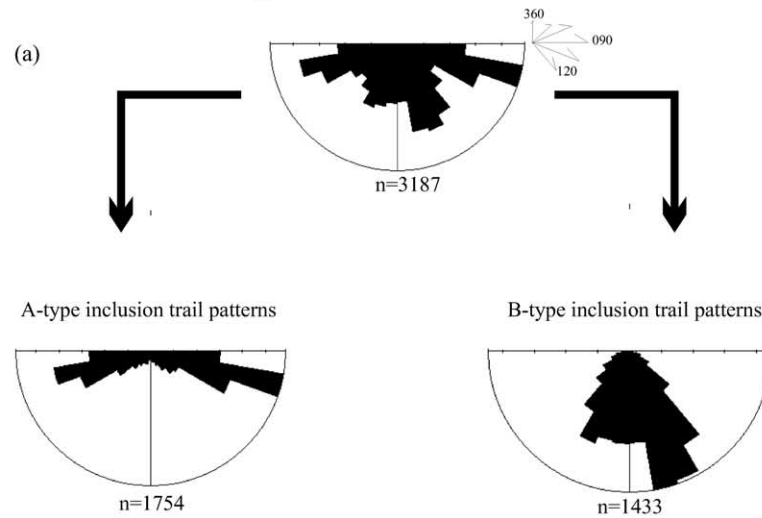 (a)
360
090
120
n=3187
A-type inclusion trail patterns
B-type inclusion trail patterns
n=1754
n=1433